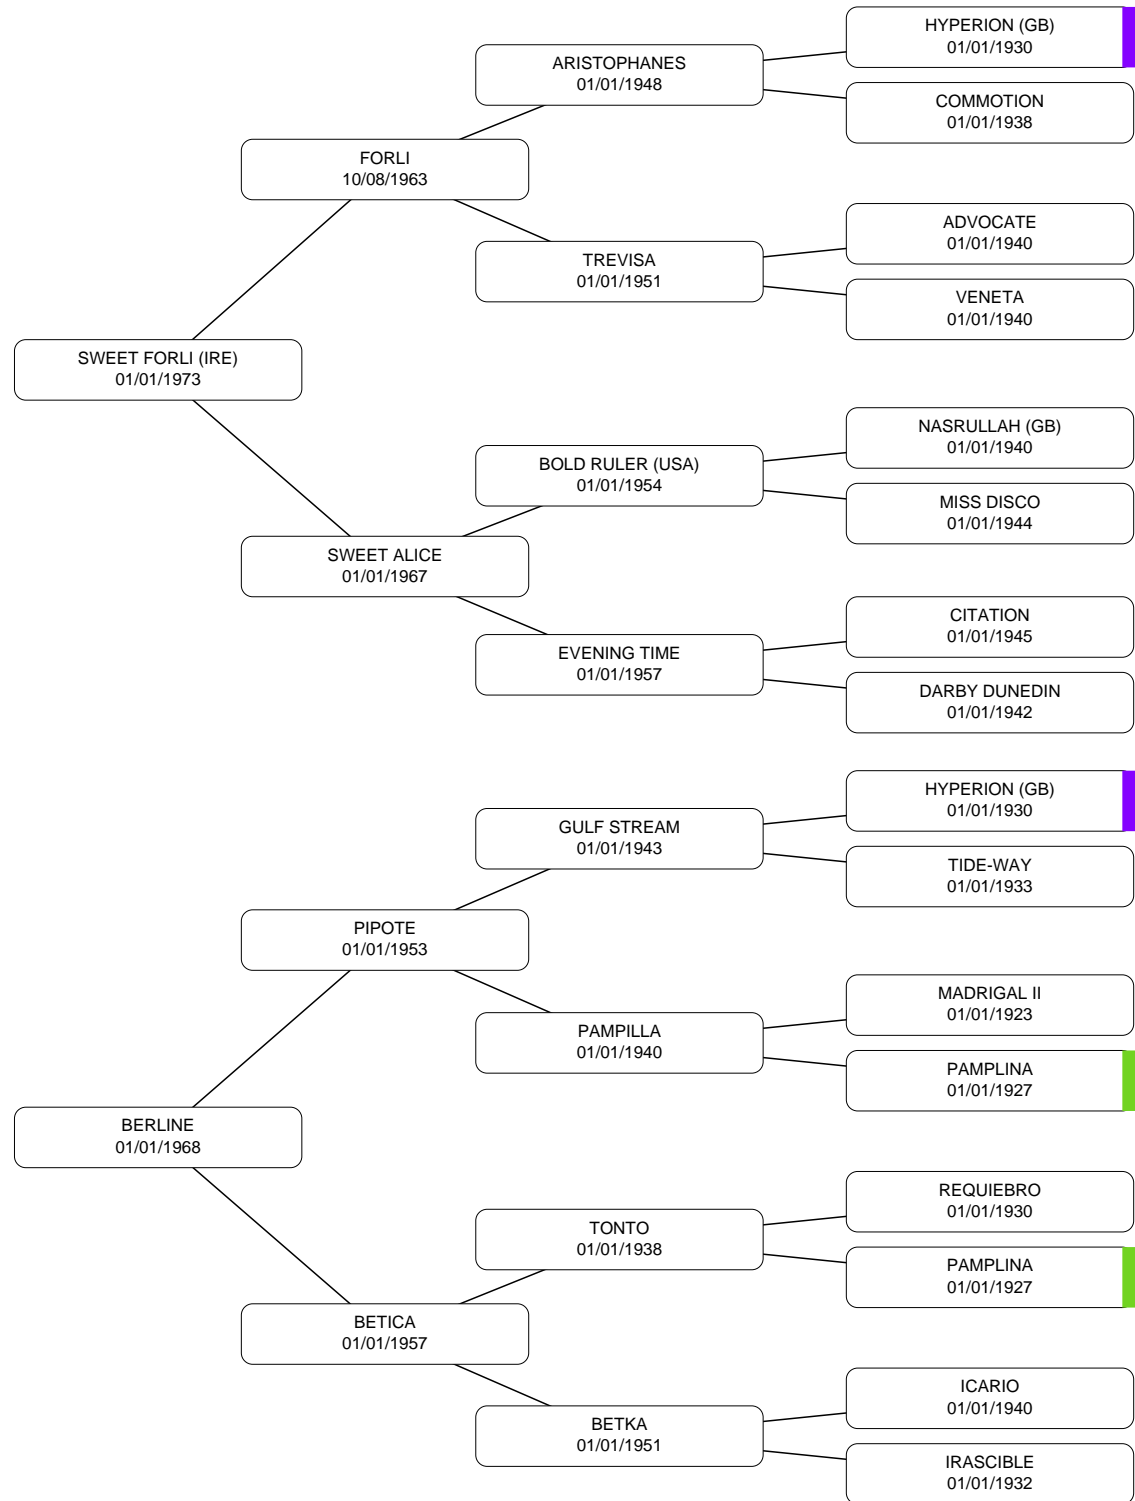 HYPERION (GB)
01/01/1930
ARISTOPHANES
01/01/1948
COMMOTION
01/01/1938
FORLI
10/08/1963
ADVOCATE
01/01/1940
TREVISA
01/01/1951
VENETA
01/01/1940
SWEET FORLI (IRE)
01/01/1973
NASRULLAH (GB)
01/01/1940
BOLD RULER (USA)
01/01/1954
MISS DISCO
01/01/1944
SWEET ALICE
01/01/1967
CITATION
01/01/1945
EVENING TIME
01/01/1957
DARBY DUNEDIN
01/01/1942
HYPERION (GB)
01/01/1930
GULF STREAM
01/01/1943
TIDE-WAY
01/01/1933
PIPOTE
01/01/1953
MADRIGAL II
01/01/1923
PAMPILLA
01/01/1940
PAMPLINA
01/01/1927
BERLINE
01/01/1968
REQUIEBRO
01/01/1930
TONTO
01/01/1938
PAMPLINA
01/01/1927
BETICA
01/01/1957
ICARIO
01/01/1940
BETKA
01/01/1951
IRASCIBLE
01/01/1932